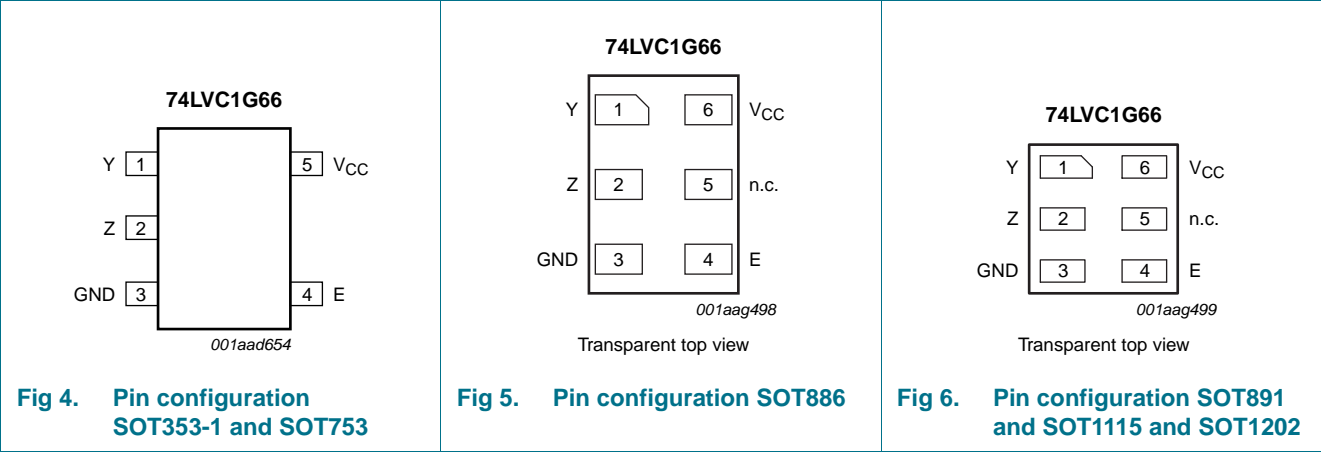 74LVC1G66
Y 1
5 VCC
Z 2
GND 3
4 E
001aad654
Fig 4. Pin configuration
SOT353-1 and SOT753
74LVC1G66
Y 1 6 VCC
Z 2 5 n.c.
GND 3 4 E
001aag498
Transparent top view
Fig 5. Pin configuration SOT886
74LVC1G66
Y 1 6 VCC
Z 2 5 n.c.
GND 3 4 E
001aag499
Transparent top view
Fig 6. Pin configuration SOT891
and SOT1115 and SOT1202